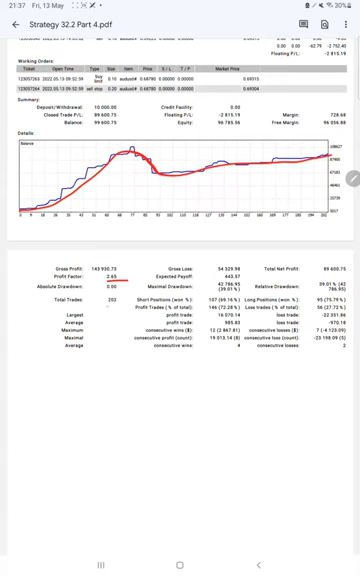 21:37 Fri, 13 May 30%
Strategy 32.2 Part 4.pdf
0.00 0.00 -62.79 -2 752.40
Floating P/L: -2 815.19
Working Orders:
Ticket Open Time Type Size Item Price S / L T / P Market Price
123057263 2022.05.13 09:52:59 buy limit 0.10 audusd# 0.68780 0.00000 0.00000 0.69315
123057264 2022.05.13 09:52:59 sell stop 0.20 audusd# 0.68780 0.00000 0.00000 0.69304
Summary:
Deposit/Withdrawal: 10 000.00 Credit Facility: 0.00
Closed Trade P/L: 89 600.75 Floating P/L: -2 815.19 Margin: 728.68
Balance: 99 600.75 Equity: 96 785.56 Free Margin: 96 056.88
Details
Balance
Gross Profit: 143 930.73 Gross Loss: 54 329.98 Total Net Profit: 89 600.75
Profit Factor: 2.65 Expected Payoff: 443.57
Absolute Drawdown: 0.00 Maximal Drawdown: 42 786.95 (39.01 %) Relative Drawdown: 39.01 % (42 786.95)
Total Trades: 202 Short Positions (won %): 107 (69.16 %) Long Positions (won %): 95 (75.79 %)
Profit Trades (% of total): 146 (72.28 %) Loss trades (% of total): 56 (27.72 %)
Largest profit trade: 16 070.14 loss trade: -22 351.86
Average profit trade: 985.83 loss trade: -970.18
Maximum consecutive wins ($): 12 (2 867.81) consecutive losses ($): 7 (-4 123.09)
Maximal consecutive profit (count): 19 013.14 (8) consecutive loss (count): -23 198.09 (5)
Average consecutive wins: 4 consecutive losses: 2